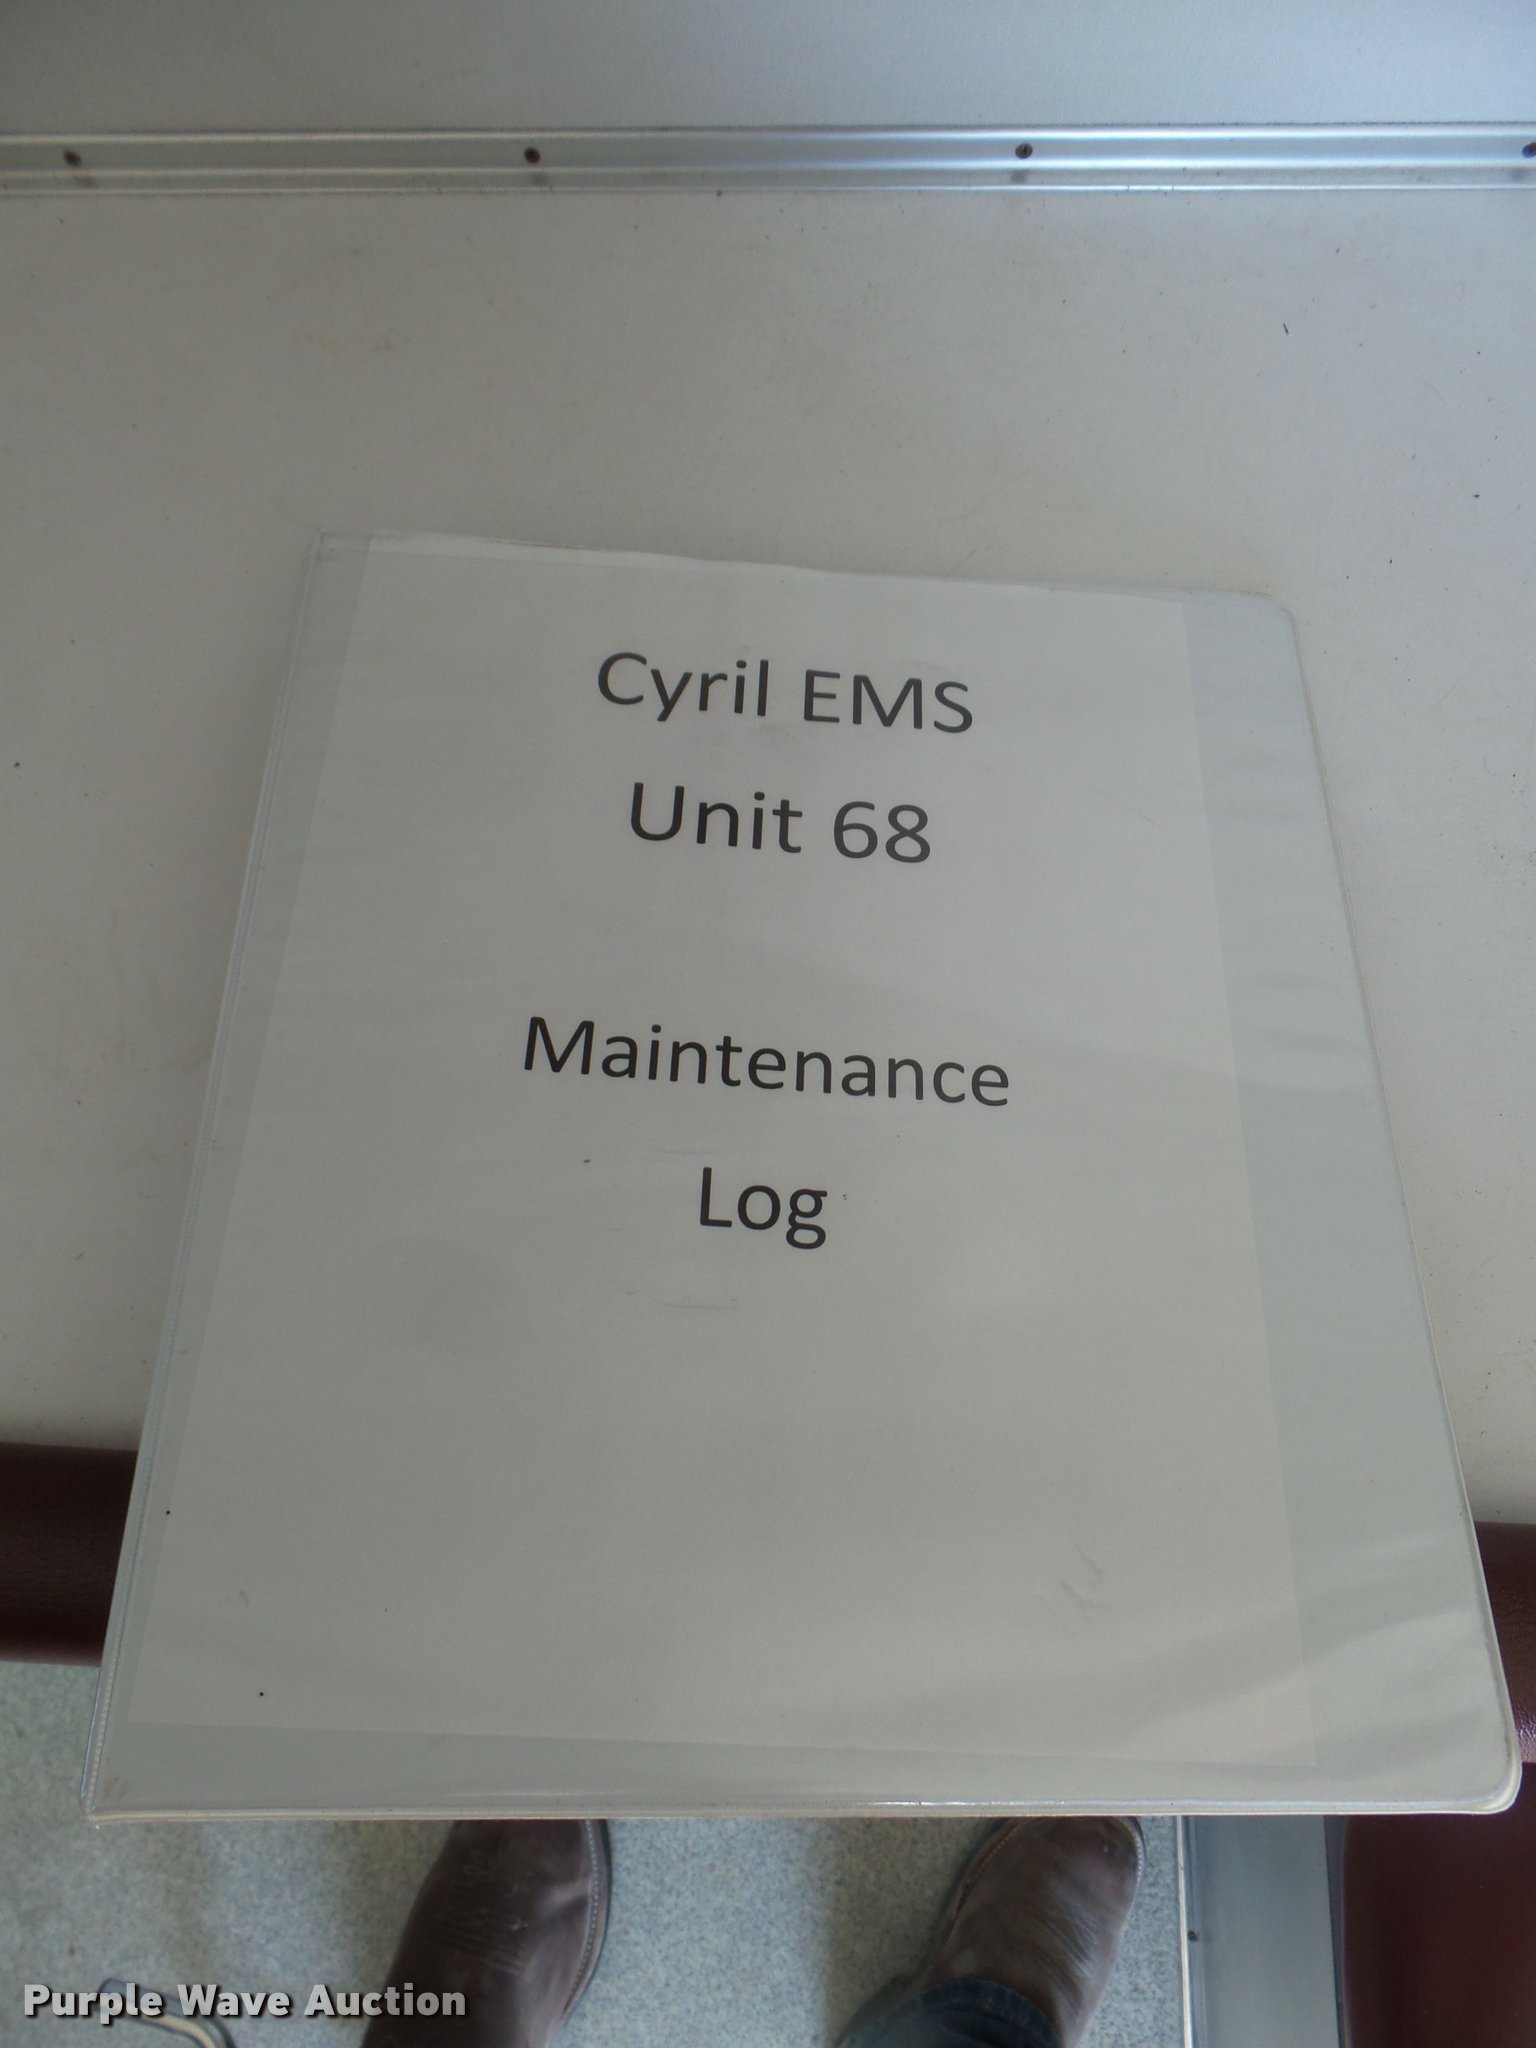 Cyril EMS
Unit 68
Maintenance
Log
Purple Wave Auction